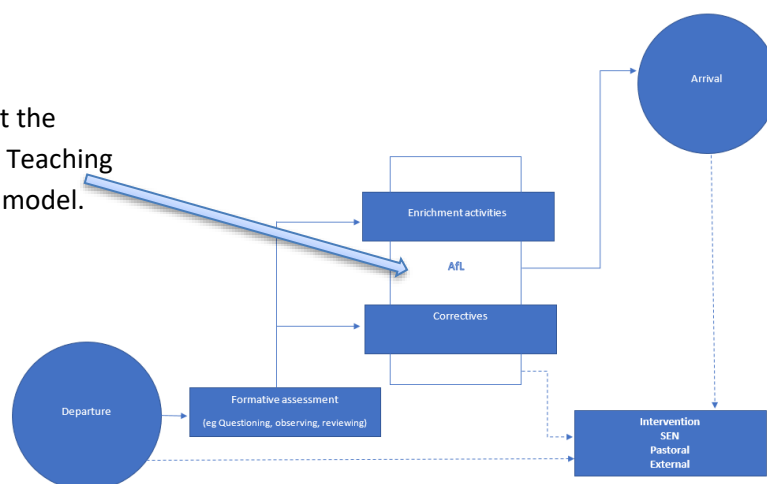 t the
Teaching
model.
Arrival
Enrichment activities
AfL
Correctives
Departure
Formative assessment
(eg Questioning, observing, reviewing)
Intervention
SEN
Pastoral
External